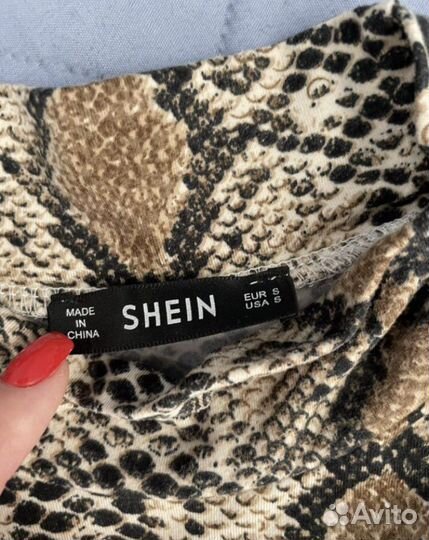 MADE
IN
CHINA
SHEIN
EUR S
USA S
Avito